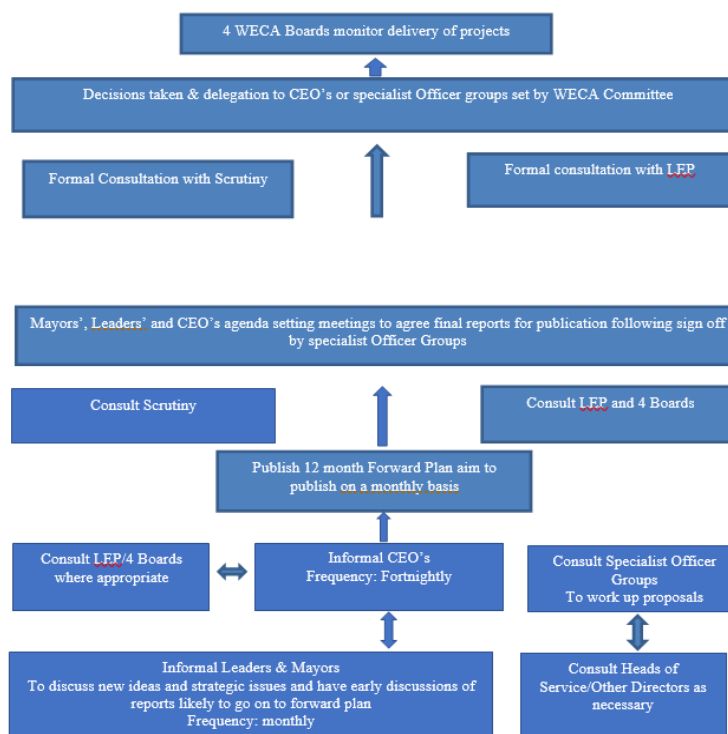 4 WECA Boards monitor delivery of projects
Decisions taken & delegation to CEO's or specialist Officer groups set by WECA Committee
Formal Consultation with Scrutiny
Formal consultation with LEP
Mayors', Leaders' and CEO's agenda setting meetings to agree final reports for publication following sign off
by specialist Officer Groups
Consult Scrutiny
Consult LEP and 4 Boards
Publish 12 month Forward Plan aim to
publish on a monthly basis
Consult LEP/4 Boards
where appropriate
Informal CEO's
Frequency: Fortnightly
Consult Specialist Officer
Groups
To work up proposals
Informal Leaders & Mayors
To discuss new ideas and strategic issues and have early discussions of
reports likely to go on to forward plan
Frequency: monthly
Consult Heads of
Service/Other Directors as
necessary